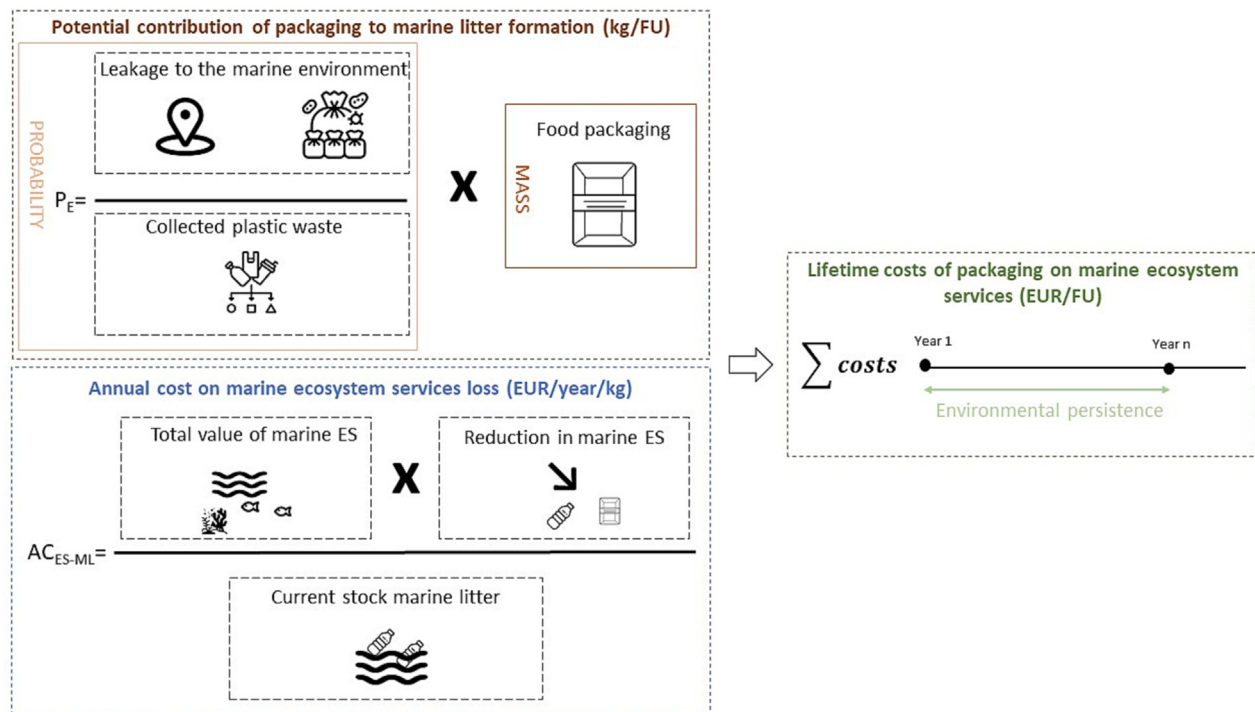 Potential contribution of packaging to marine litter formation (kg/FU)
PROBABILITY
Leakage to the marine environment
PE=
Collected plastic waste
X
MASS
Food packaging
Annual cost on marine ecosystem services loss (EUR/year/kg)
Total value of marine ES
X
Reduction in marine ES
ACES-ML=
Current stock marine litter
Lifetime costs of packaging on marine ecosystem
services (EUR/FU)
∑ costs
Year 1
Year n
Environmental persistence